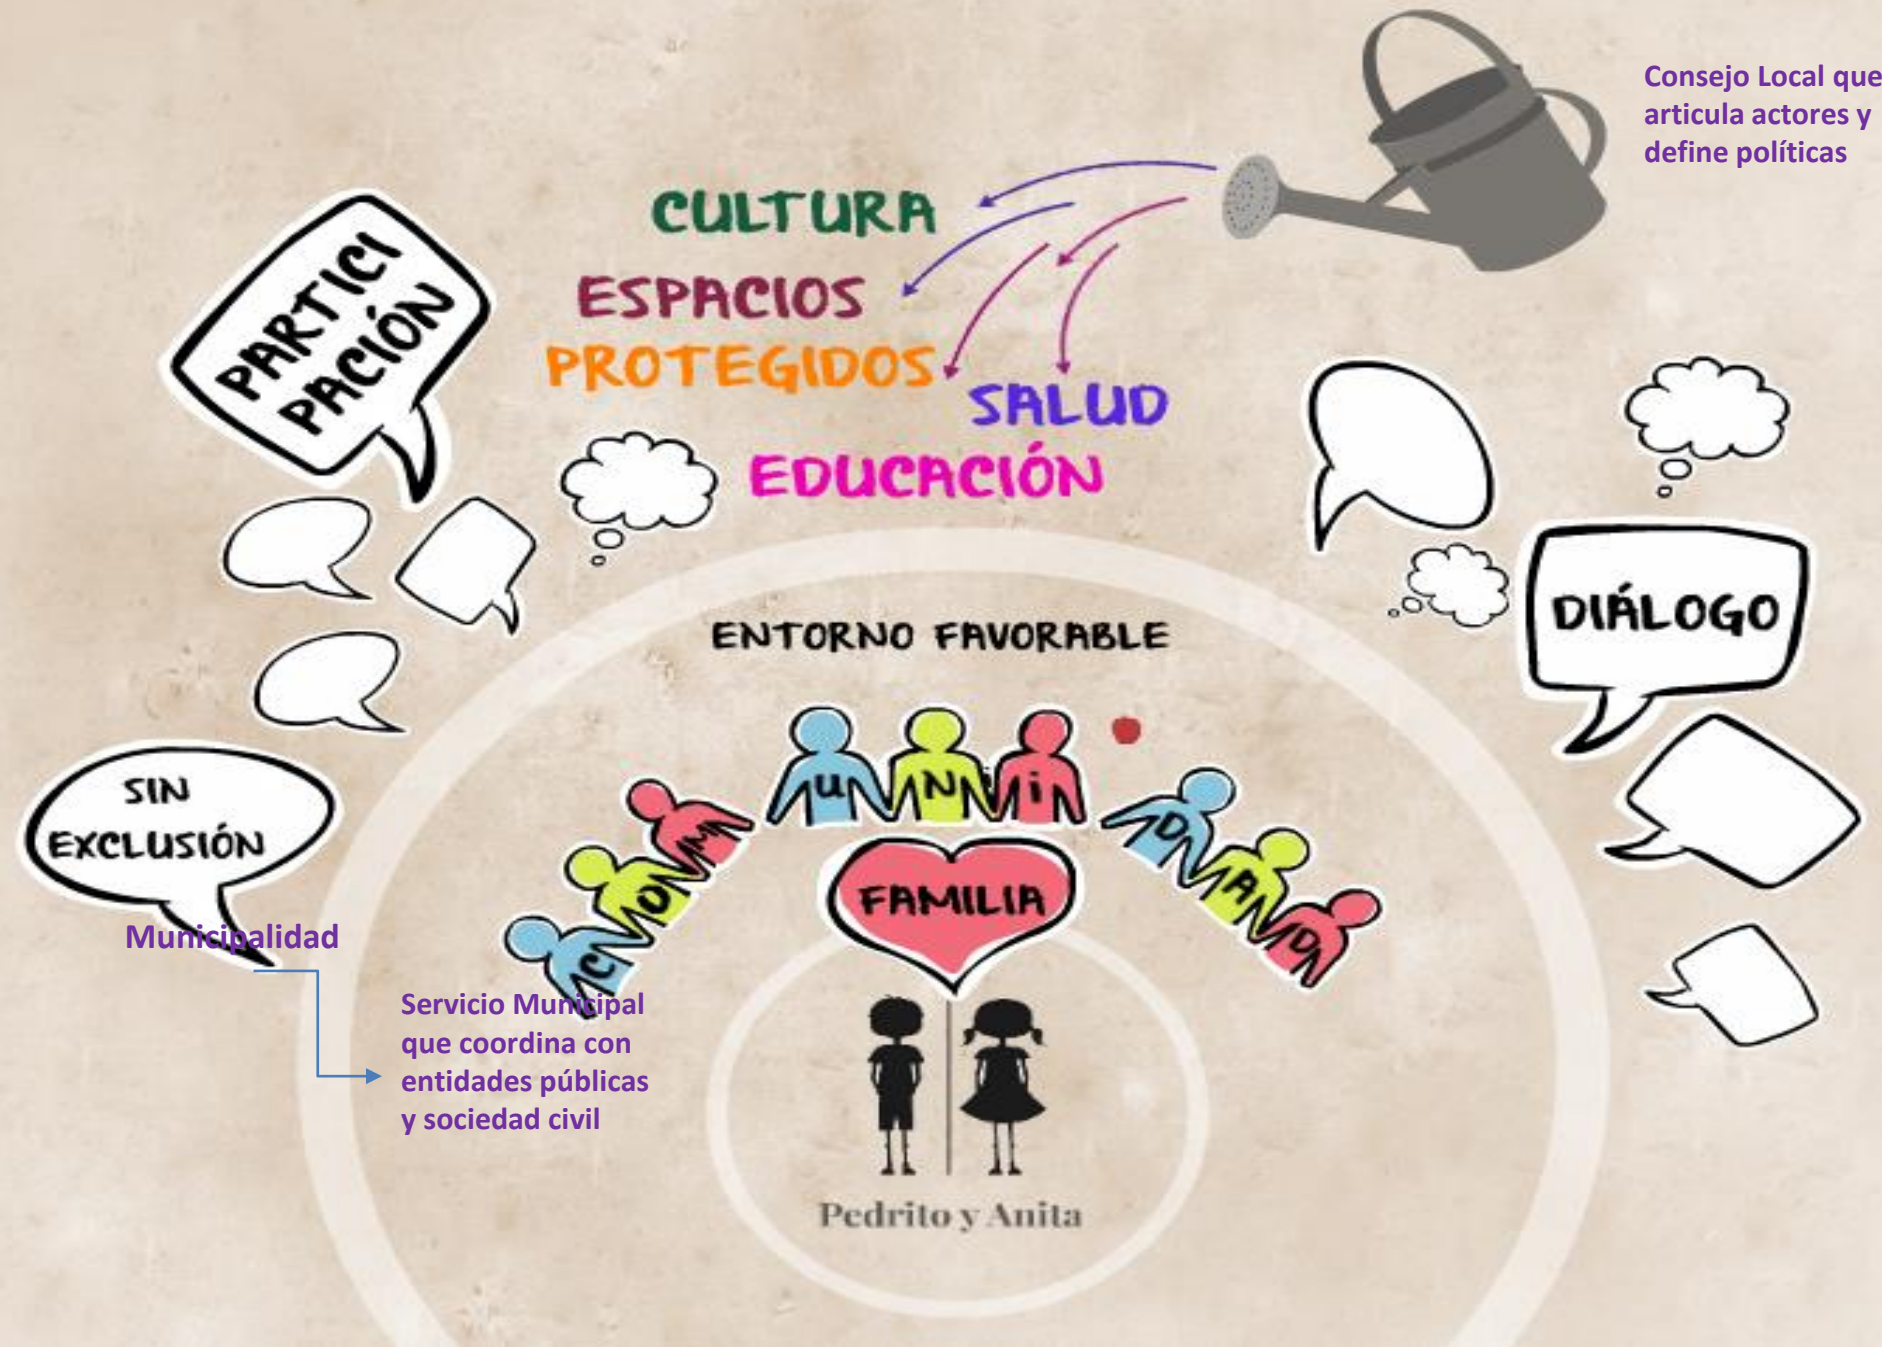 Consejo Local que
articula actores y
define políticas
CULTURA
ESPACIOS
PROTEGIDOS
SALUD
EDUCACIÓN
PARTICI
PACIÓN
DIÁLOGO
ENTORNO FAVORABLE
COMUNiDAD
FAMILIA
SIN
EXCLUSIÓN
Municipalidad
Servicio Municipal
que coordina con
entidades públicas
y sociedad civil
Pedrito y Anita